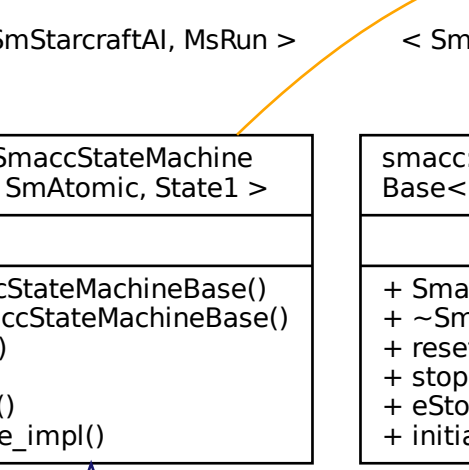 SmStarcraftAI, MsRun >
< Sm
SmaccStateMachine
SmAtomic, State1 >
cStateMachineBase()
ccStateMachineBase()
)
()
e_impl()
smacc:
Base<
+ Sma
+ ~Sm
+ rese
+ stop
+ eSto
+ initia